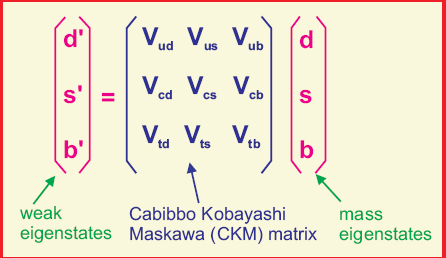 d' V_ud V_us V_ub d
s' = V_cd V_cs V_cb s
b' V_td V_ts V_tb b
weak eigenstates
Cabibbo Kobayashi
Maskawa (CKM) matrix
mass eigenstates